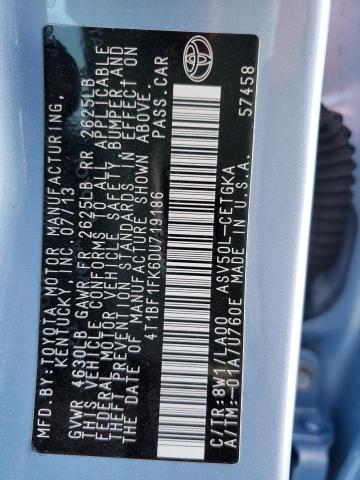 MFD. BY: TOYOTA MOTOR MANUFACTURING,
KENTUCKY, INC. 07/13
GVWR 4630LB GAWR FR 2625LB RR 2625LB
THIS VEHICLE CONFORMS TO ALL APPLICABLE
FEDERAL MOTOR VEHICLE SAFETY, BUMPER, AND
THEFT PREVENTION STANDARDS IN EFFECT ON
THE DATE OF MANUFACTURE SHOWN ABOVE.
4T1BF1FK6DU719186 PASS. CAR
C/TR:8W1/LA00 ASV50L-CETGKA
A/TM:-01A/U760E MADE IN U.S.A.
57458